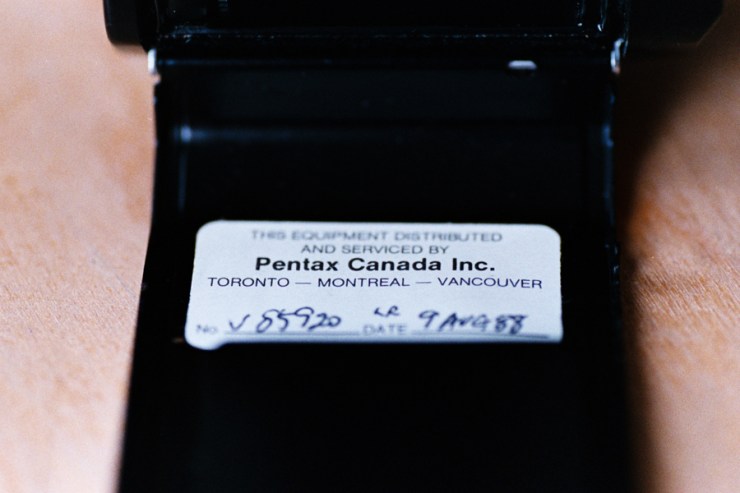 THIS EQUIPMENT DISTRIBUTED
AND SERVICED BY
Pentax Canada Inc.
TORONTO — MONTREAL — VANCOUVER
No. V 85920 DATE 9 AUG 88